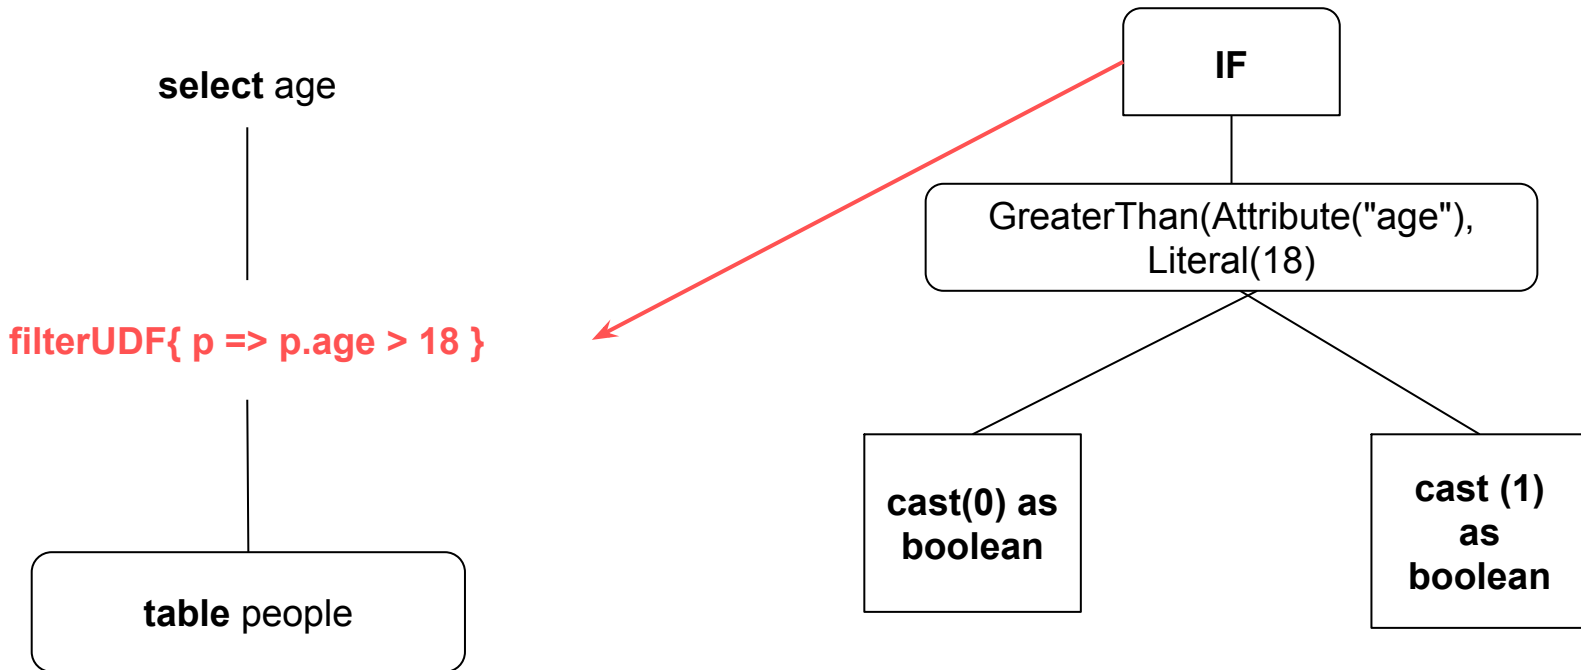 select age
filterUDF{ p => p.age > 18 }
table people
IF
GreaterThan(Attribute("age"),
Literal(18)
cast(0) as
boolean
cast (1)
as
boolean